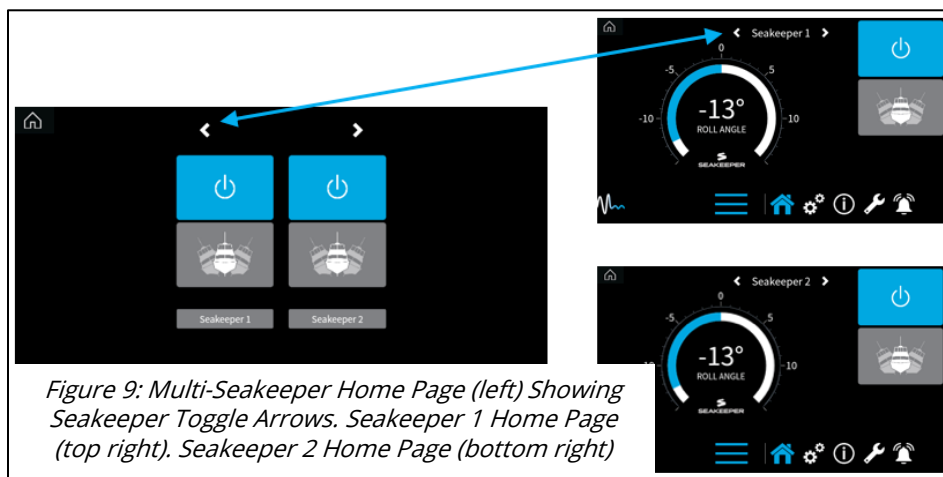 Seakeeper 1
0
-5
5
-10
10
-13°
ROLL ANGLE
SEAKEEPER
Seakeeper 1
Seakeeper 2
Seakeeper 2
0
-5
5
-10
10
-13°
ROLL ANGLE
SEAKEEPER
Figure 9: Multi-Seakeeper Home Page (left) Showing
Seakeeper Toggle Arrows. Seakeeper 1 Home Page
(top right). Seakeeper 2 Home Page (bottom right)